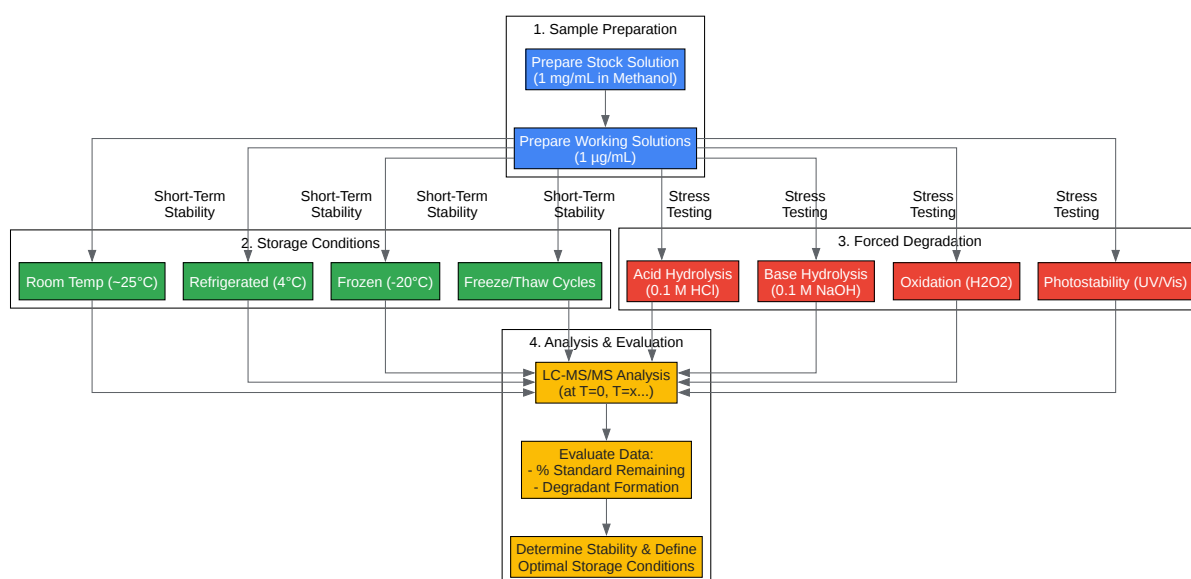 1. Sample Preparation
Prepare Stock Solution
(1 mg/mL in Methanol)
Prepare Working Solutions
(1 µg/mL)
Short-Term
Stability
Short-Term
Stability
Short-Term
Stability
Short-Term
Stability
Stress
Testing
Stress
Testing
Stress
Testing
Stress
Testing
2. Storage Conditions
Room Temp (~25°C)
Refrigerated (4°C)
Frozen (-20°C)
Freeze/Thaw Cycles
3. Forced Degradation
Acid Hydrolysis
(0.1 M HCl)
Base Hydrolysis
(0.1 M NaOH)
Oxidation (H2O2)
Photostability (UV/Vis)
4. Analysis & Evaluation
LC-MS/MS Analysis
(at T=0, T=x...)
Evaluate Data:
- % Standard Remaining
- Degradant Formation
Determine Stability & Define
Optimal Storage Conditions